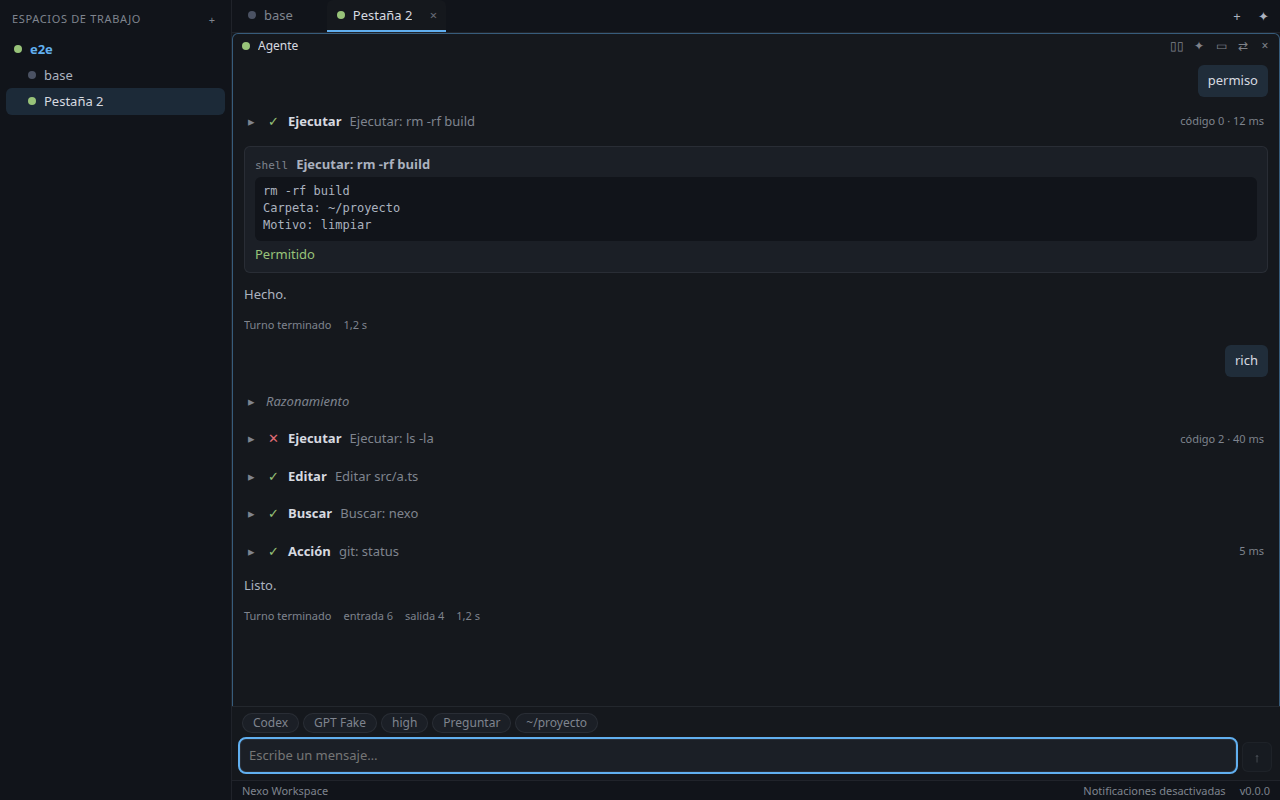 ESPACIOS DE TRABAJO +
e2e
base
Pestaña 2
base
Pestaña 2 ×
+ ✦
Agente
permiso
✓ Ejecutar Ejecutar: rm -rf build código 0 · 12 ms
shell Ejecutar: rm -rf build
rm -rf build
Carpeta: ~/proyecto
Motivo: limpiar
Permitido
Hecho.
Turno terminado 1,2 s
rich
Razonamiento
✕ Ejecutar Ejecutar: ls -la código 2 · 40 ms
✓ Editar Editar src/a.ts
✓ Buscar Buscar: nexo
✓ Acción git: status 5 ms
Listo.
Turno terminado entrada 6 salida 4 1,2 s
Codex GPT Fake high Preguntar ~/proyecto
Escribe un mensaje... ↑
Nexo Workspace Notificaciones desactivadas v0.0.0